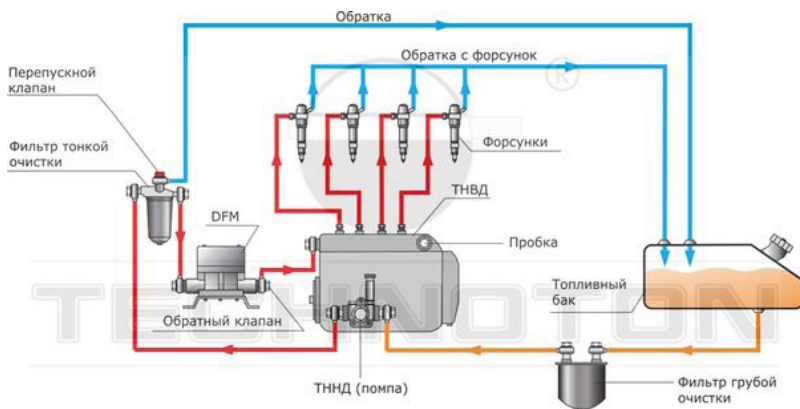 Обратка
Обратка с форсунок
®
Перепускной
клапан
Фильтр тонкой
очистки
Форсунки
ТНВД
DFM
Пробка
Топливный
бак
TECHNOTON
Обратный клапан
ТННД (помпа)
Фильтр грубой
очистки